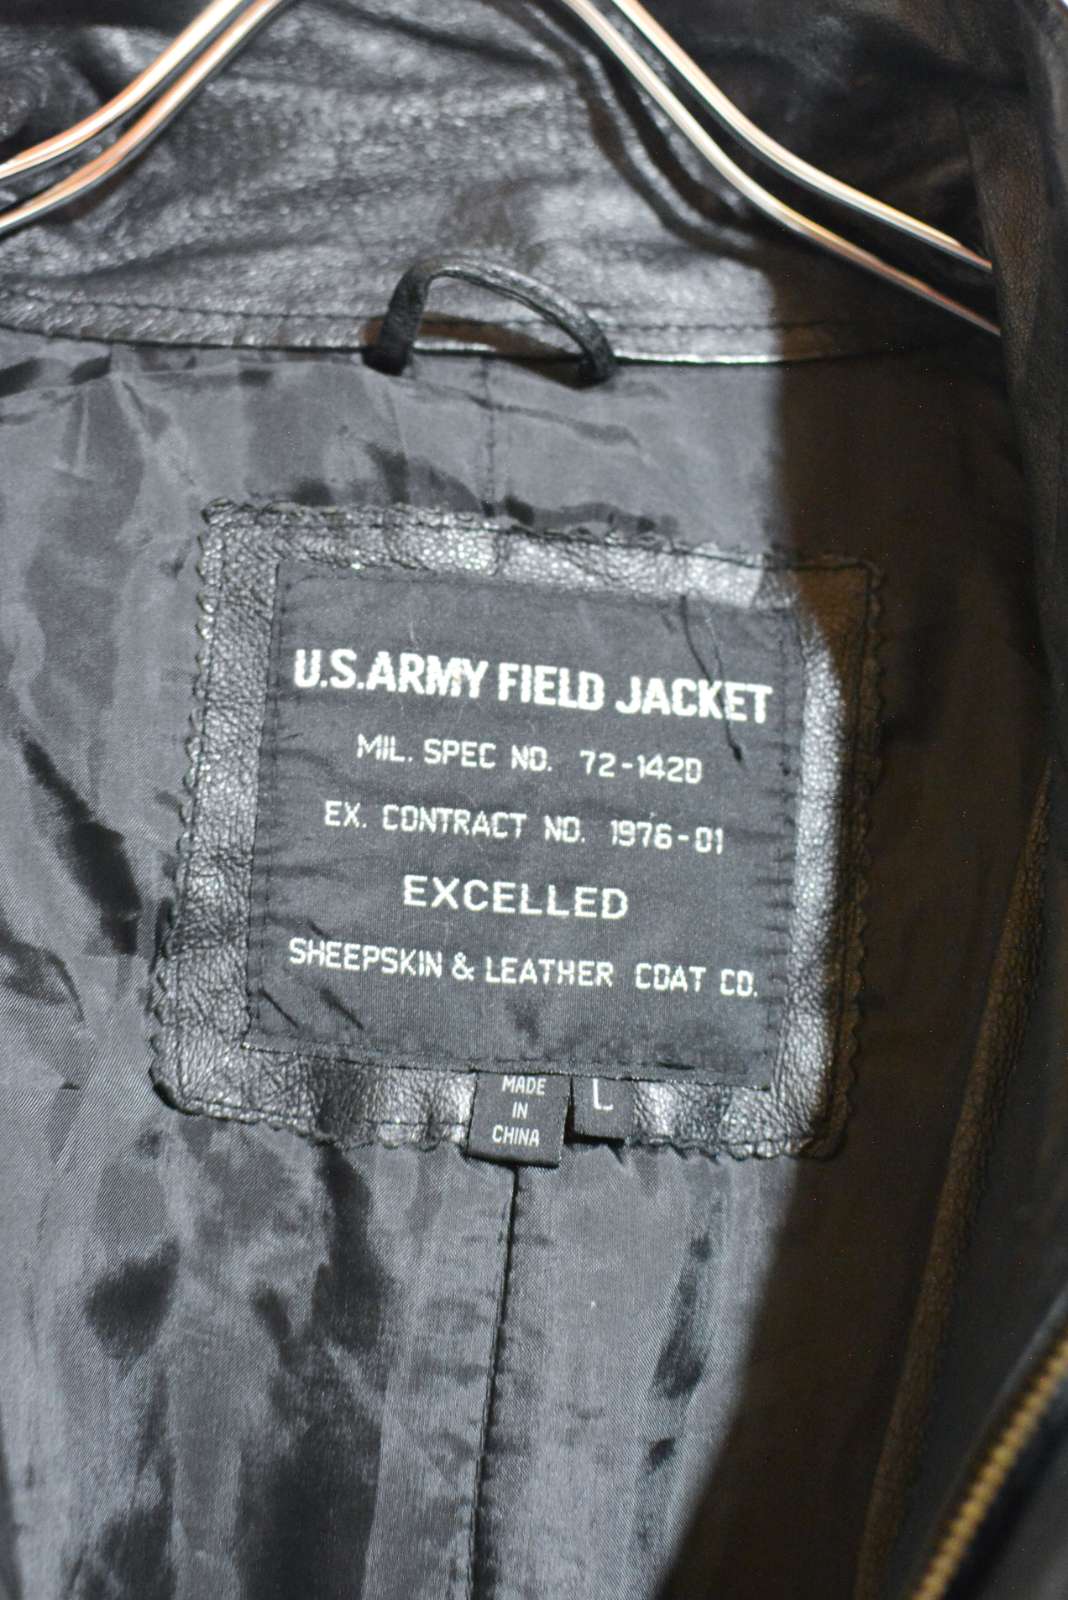 U.S.ARMY FIELD JACKET
MIL. SPEC NO. 72-142D
EX. CONTRACT NO. 1976-01
EXCELLED
SHEEPSKIN & LEATHER COAT CO.
MADE
IN
CHINA
L